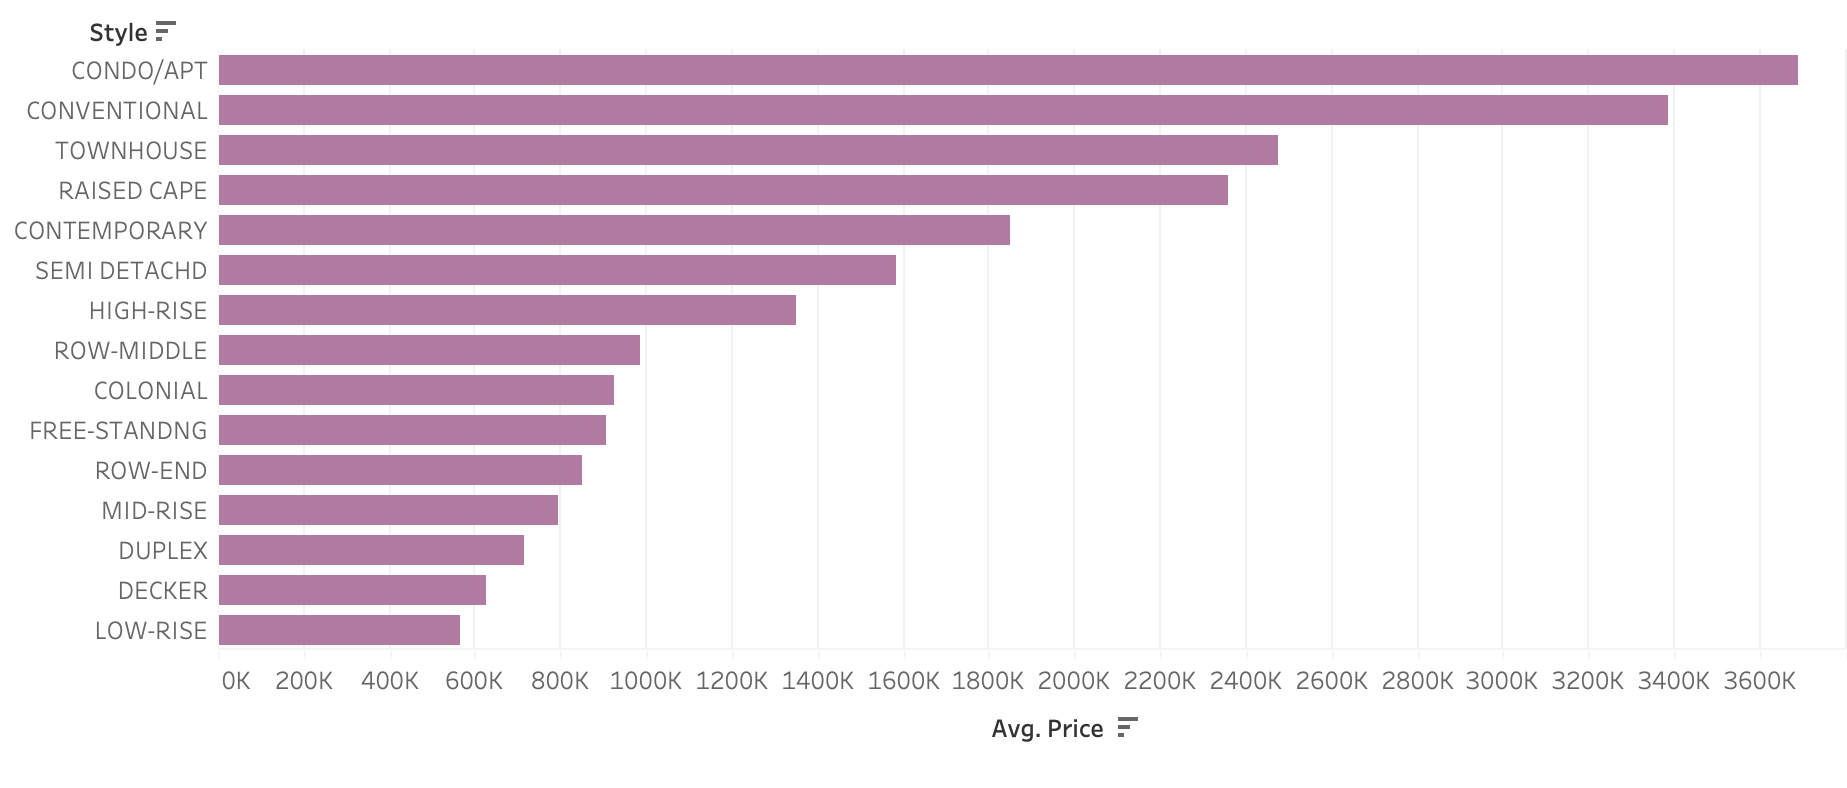 Style
CONDO/APT
CONVENTIONAL
TOWNHOUSE
RAISED CAPE
CONTEMPORARY
SEMI DETACHD
HIGH-RISE
ROW-MIDDLE
COLONIAL
FREE-STANDNG
ROW-END
MID-RISE
DUPLEX
DECKER
LOW-RISE
0K 200K 400K 600K 800K 1000K 1200K 1400K 1600K 1800K 2000K 2200K 2400K 2600K 2800K 3000K 3200K 3400K 3600K
Avg. Price